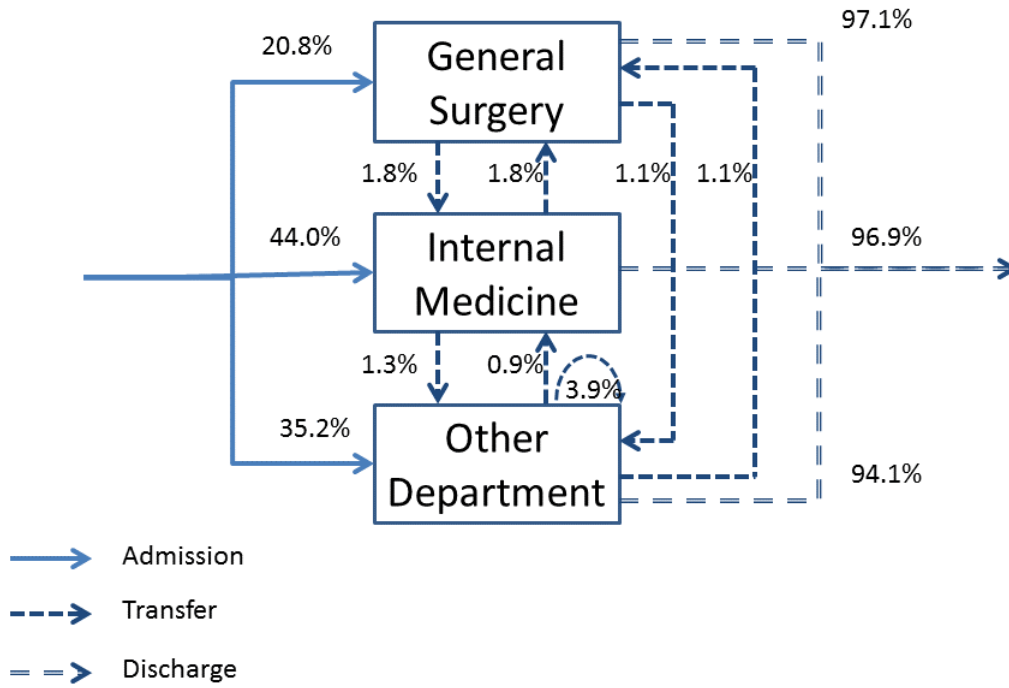 97.1%
20.8%
General
Surgery
1.8%
1.8%
1.1%
1.1%
44.0%
Internal
Medicine
96.9%
1.3%
0.9%
3.9%
35.2%
Other
Department
94.1%
Admission
Transfer
Discharge